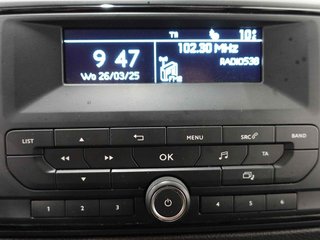 TA 10°C
9 47 102.30 MHz
We 26/03/25 RADIO538
LIST MENU SRC BAND
OK TA
1 2 3 4 5 6